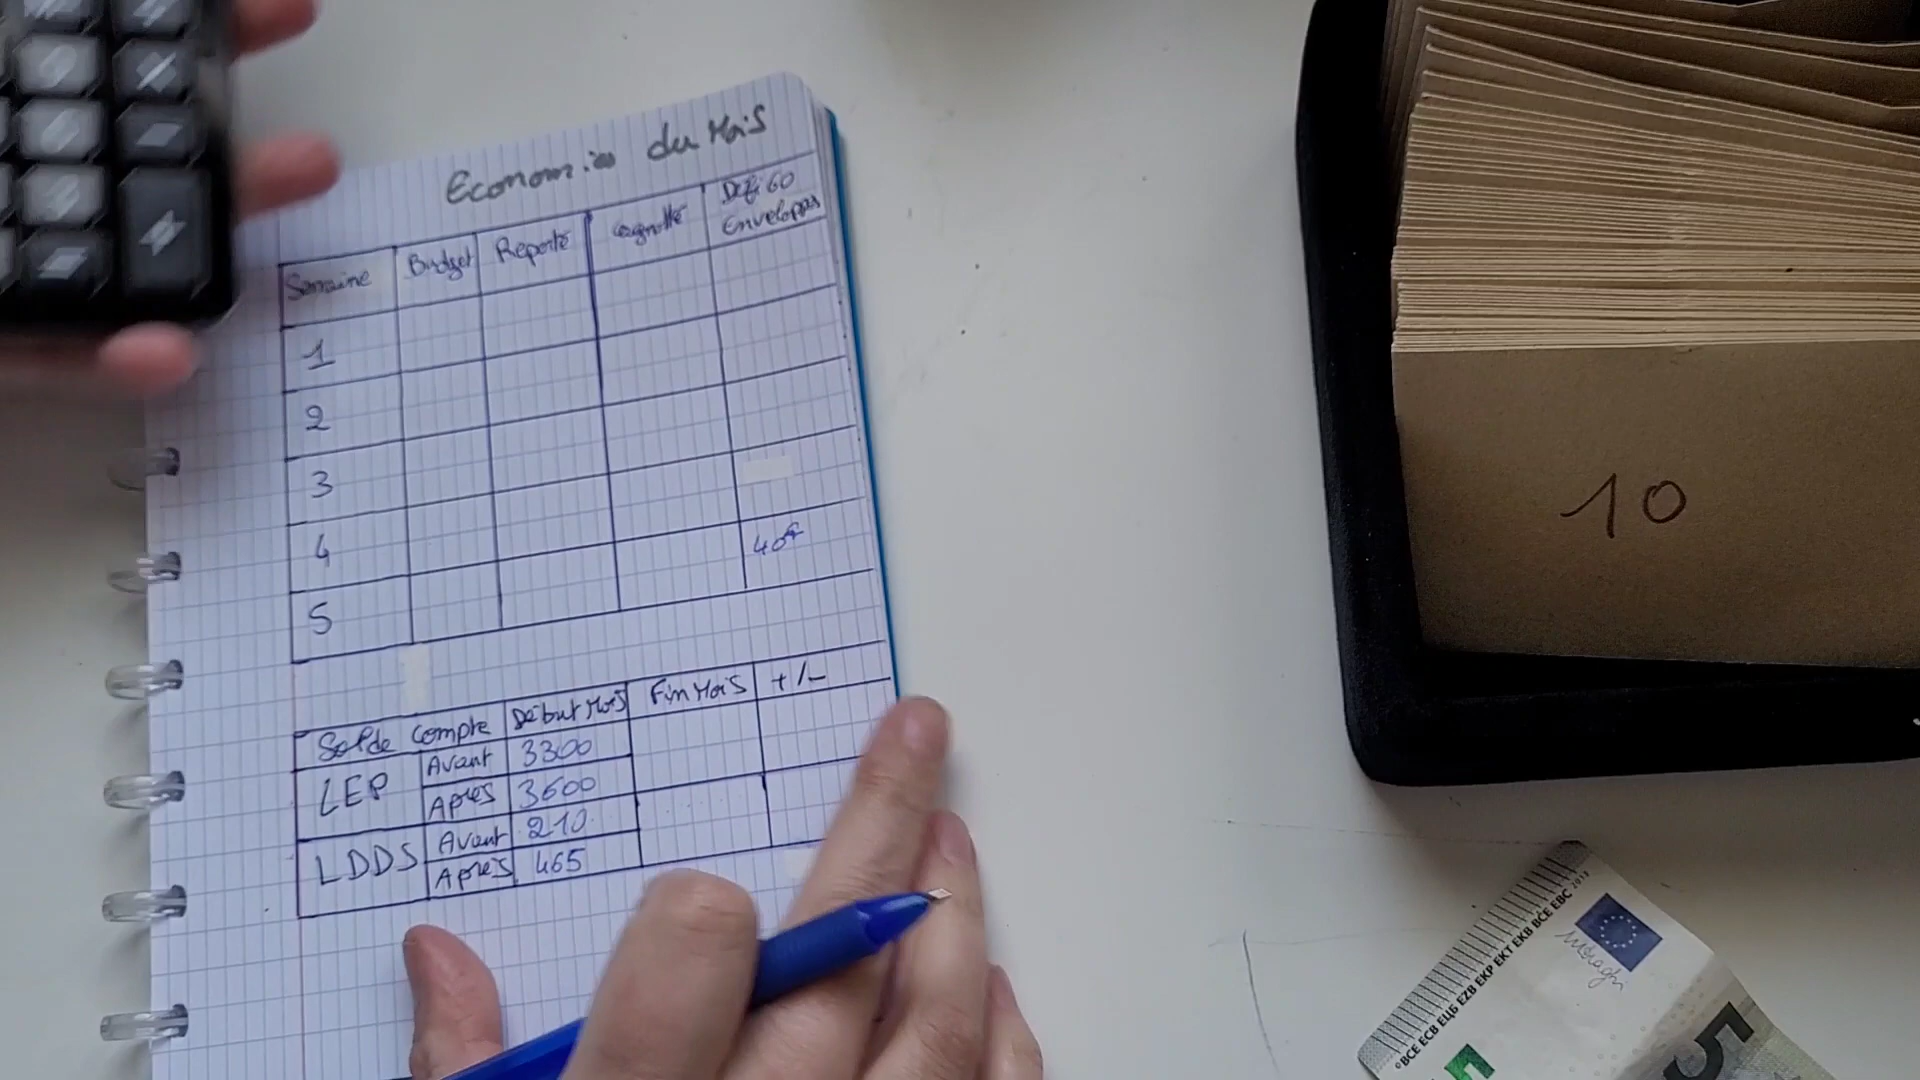 Economies du Mois
Semaine Budget Reporté cagnotte Défi 60 Enveloppes
1
2
3
4
40€
5
Solde Compte Début Mois Fin Mois +/-
LEP Avant 3300
Après 3600
LDDS Avant 210
Après 465
10
BCE ECB ЕЦБ EZB EKP EKT EKB BĊE EBC 2013
5